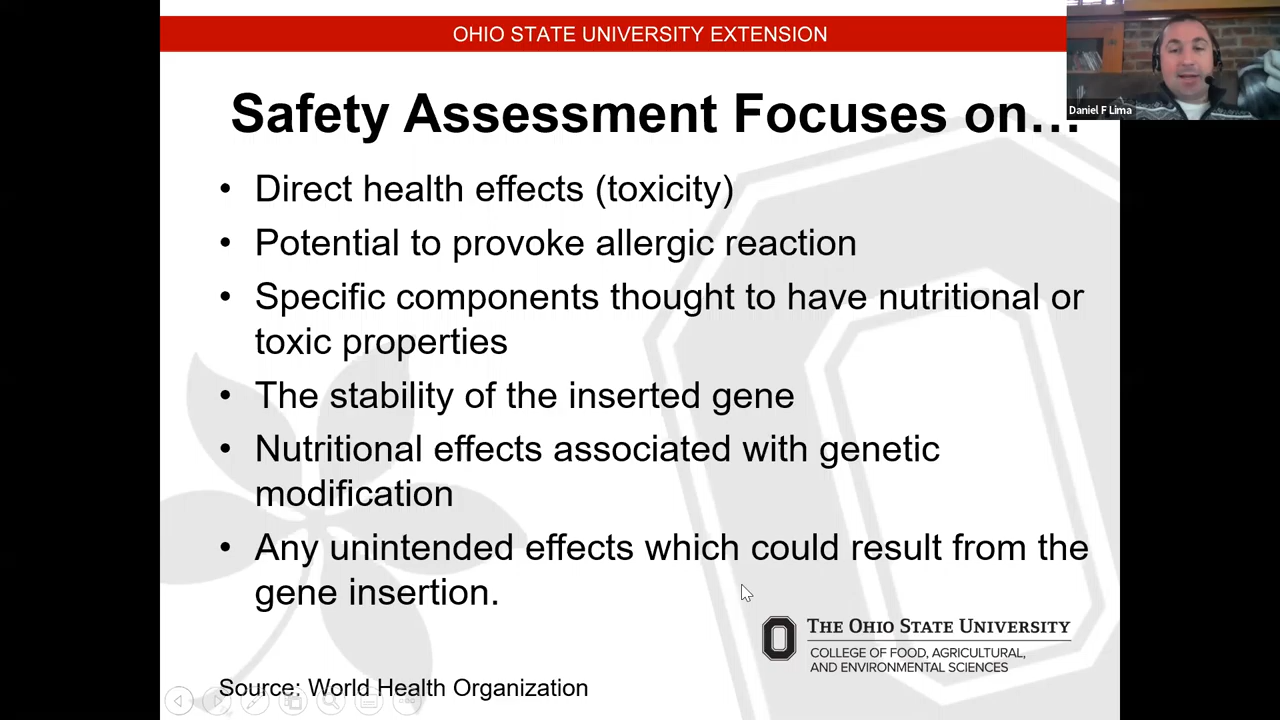 OHIO STATE UNIVERSITY EXTENSION
Daniel F Lima
Safety Assessment Focuses on…
• Direct health effects (toxicity)
• Potential to provoke allergic reaction
• Specific components thought to have nutritional or
toxic properties
• The stability of the inserted gene
• Nutritional effects associated with genetic
modification
• Any unintended effects which could result from the
gene insertion.
THE OHIO STATE UNIVERSITY
COLLEGE OF FOOD, AGRICULTURAL,
AND ENVIRONMENTAL SCIENCES
Source: World Health Organization